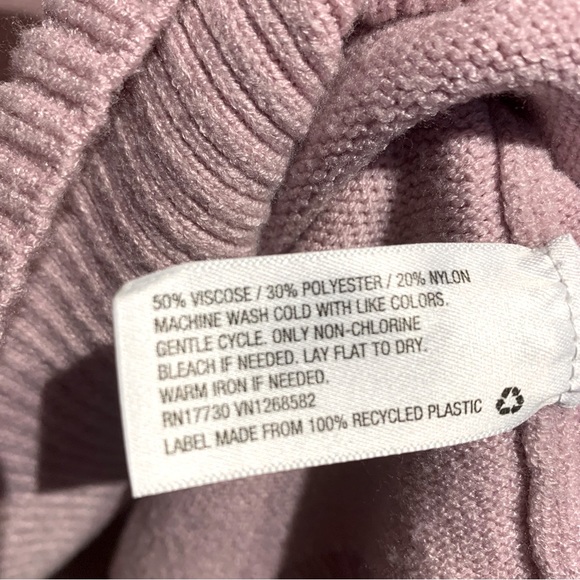 50% VISCOSE / 30% POLYESTER / 20% NYLON
MACHINE WASH COLD WITH LIKE COLORS.
GENTLE CYCLE. ONLY NON-CHLORINE
BLEACH IF NEEDED. LAY FLAT TO DRY.
WARM IRON IF NEEDED.
RN17730 VN1268582
LABEL MADE FROM 100% RECYCLED PLASTIC